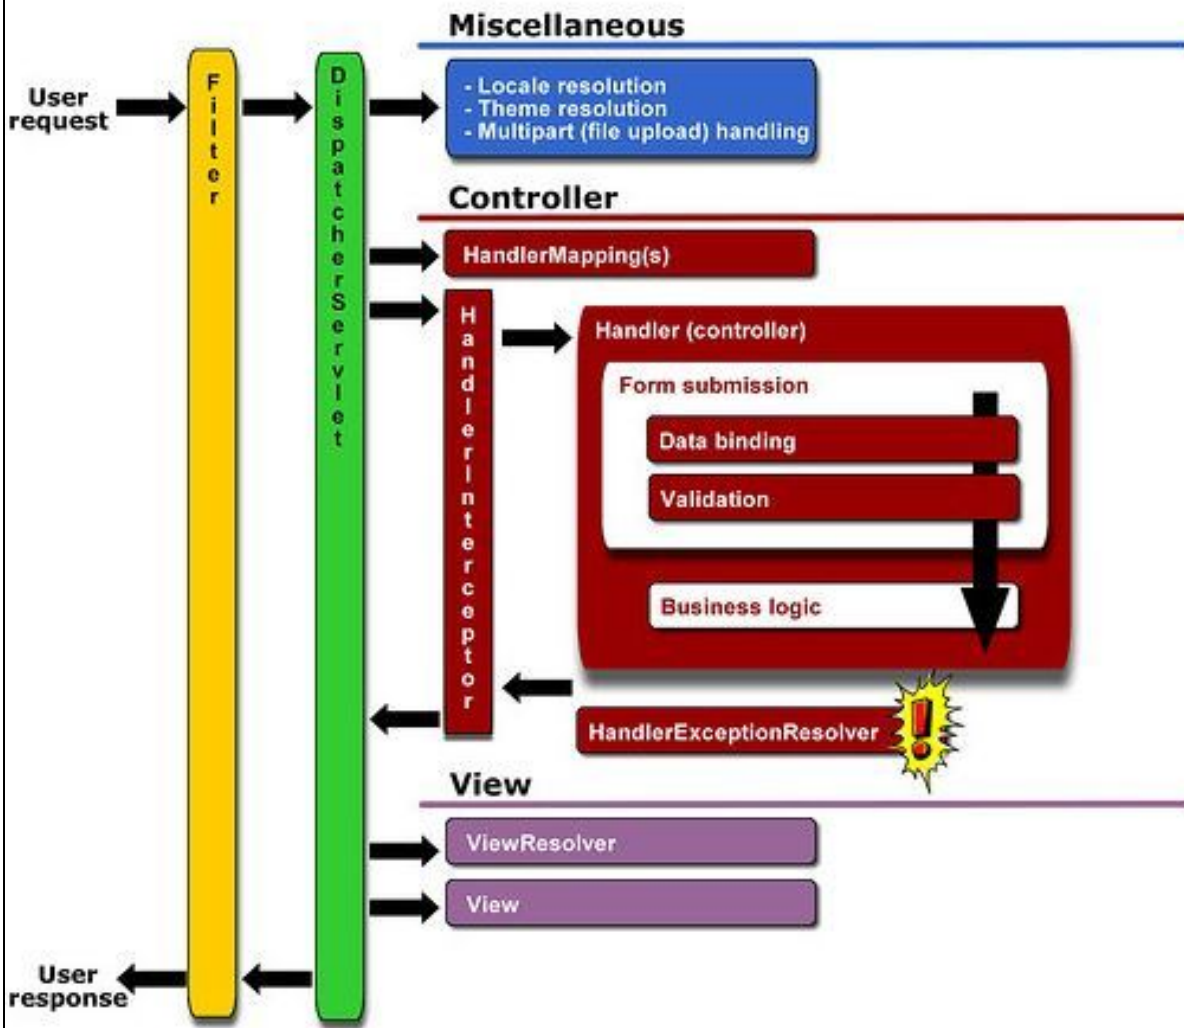 Miscellaneous
User
request
Filter
DispatcherServlet
- Locale resolution
- Theme resolution
- Multipart (file upload) handling
Controller
HandlerMapping(s)
HandlerInterceptor
Handler (controller)
Form submission
Data binding
Validation
Business logic
HandlerExceptionResolver
!
View
ViewResolver
View
User
response